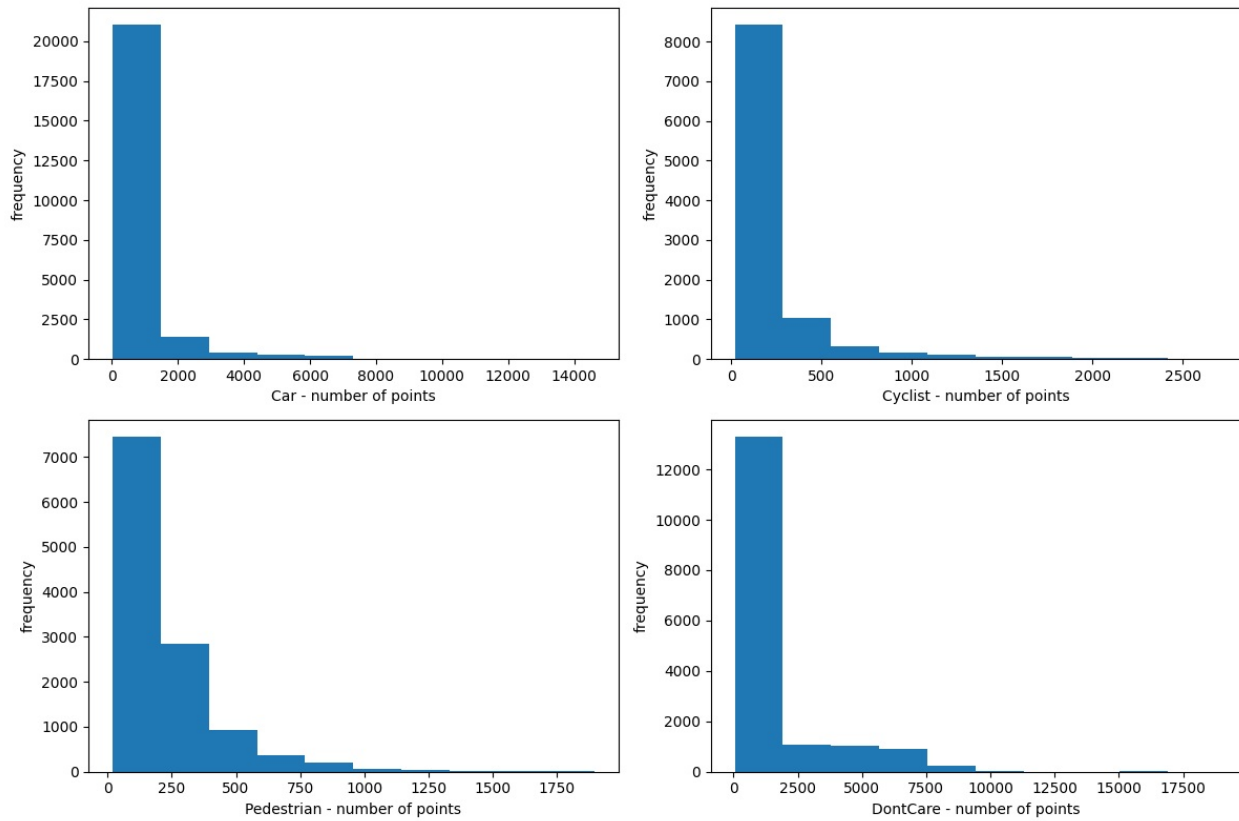 20000
17500
15000
12500
10000
7500
5000
2500
0
frequency
0 2000 4000 6000 8000 10000 12000 14000
Car - number of points
8000
7000
6000
5000
4000
3000
2000
1000
0
frequency
0 500 1000 1500 2000 2500
Cyclist - number of points
7000
6000
5000
4000
3000
2000
1000
0
frequency
0 250 500 750 1000 1250 1500 1750
Pedestrian - number of points
12000
10000
8000
6000
4000
2000
0
frequency
0 2500 5000 7500 10000 12500 15000 17500
DontCare - number of points